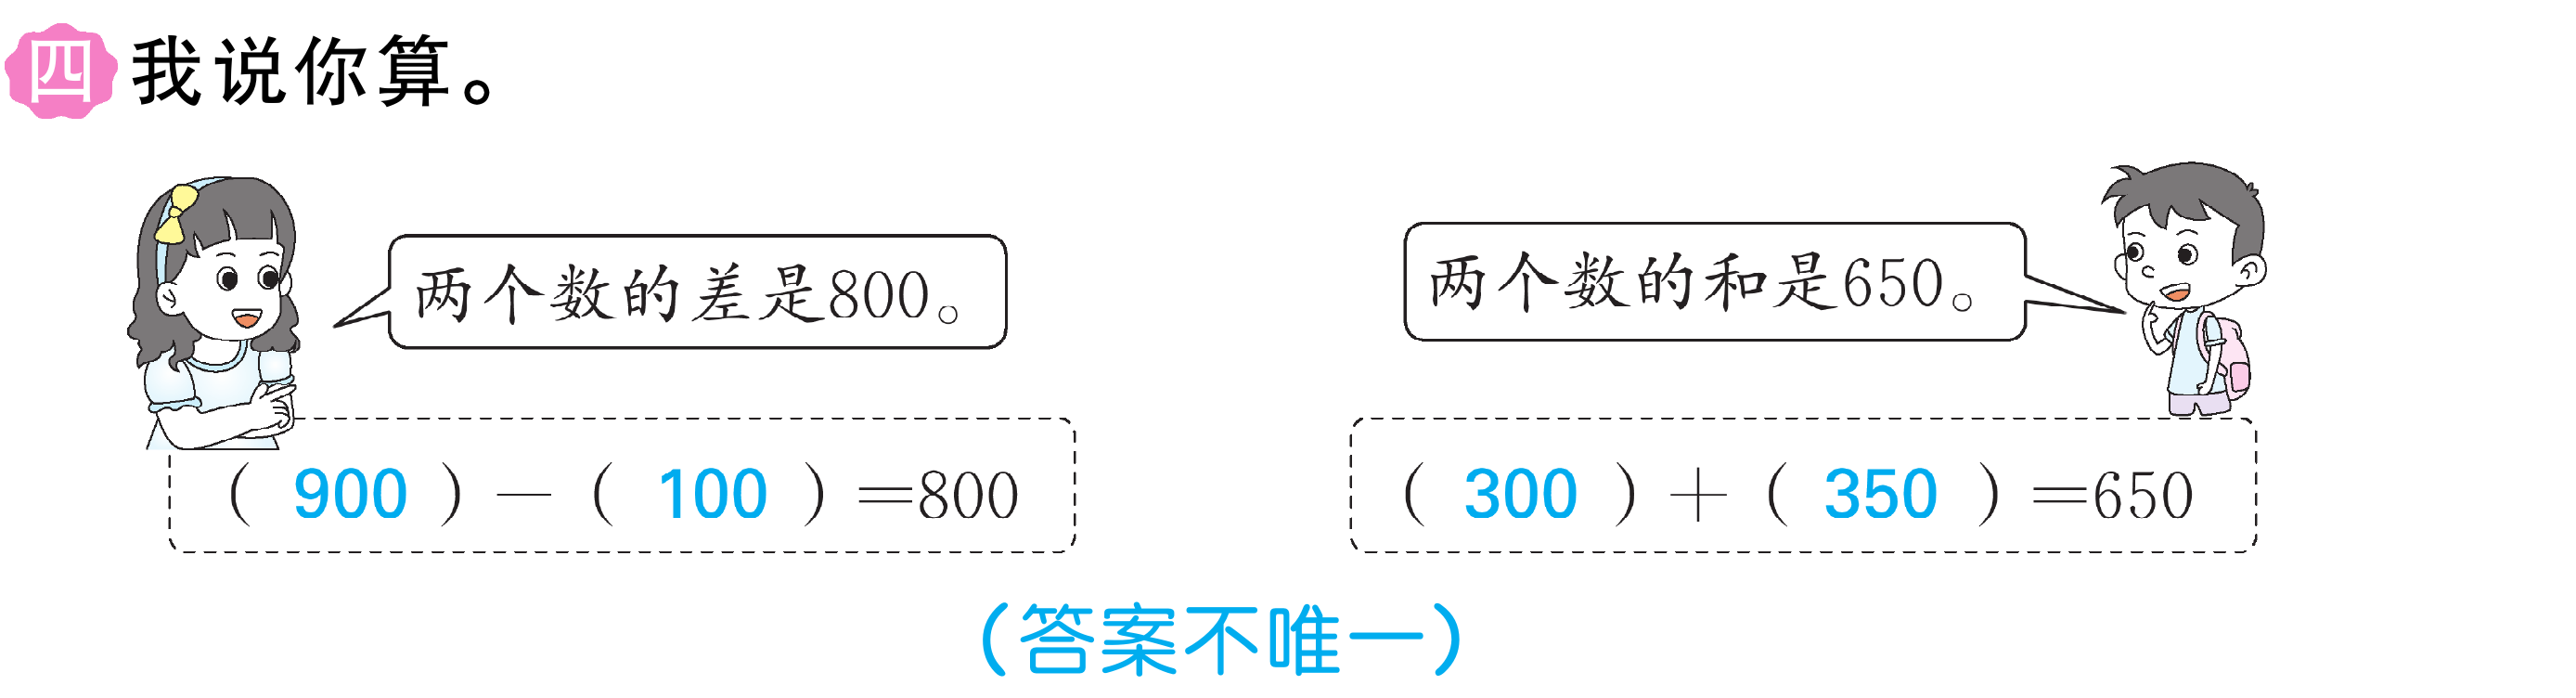 四 我说你算。
两个数的差是800。
两个数的和是650。
（ 900 ）－（ 100 ）＝800
（ 300 ）＋（ 350 ）＝650
（答案不唯一）